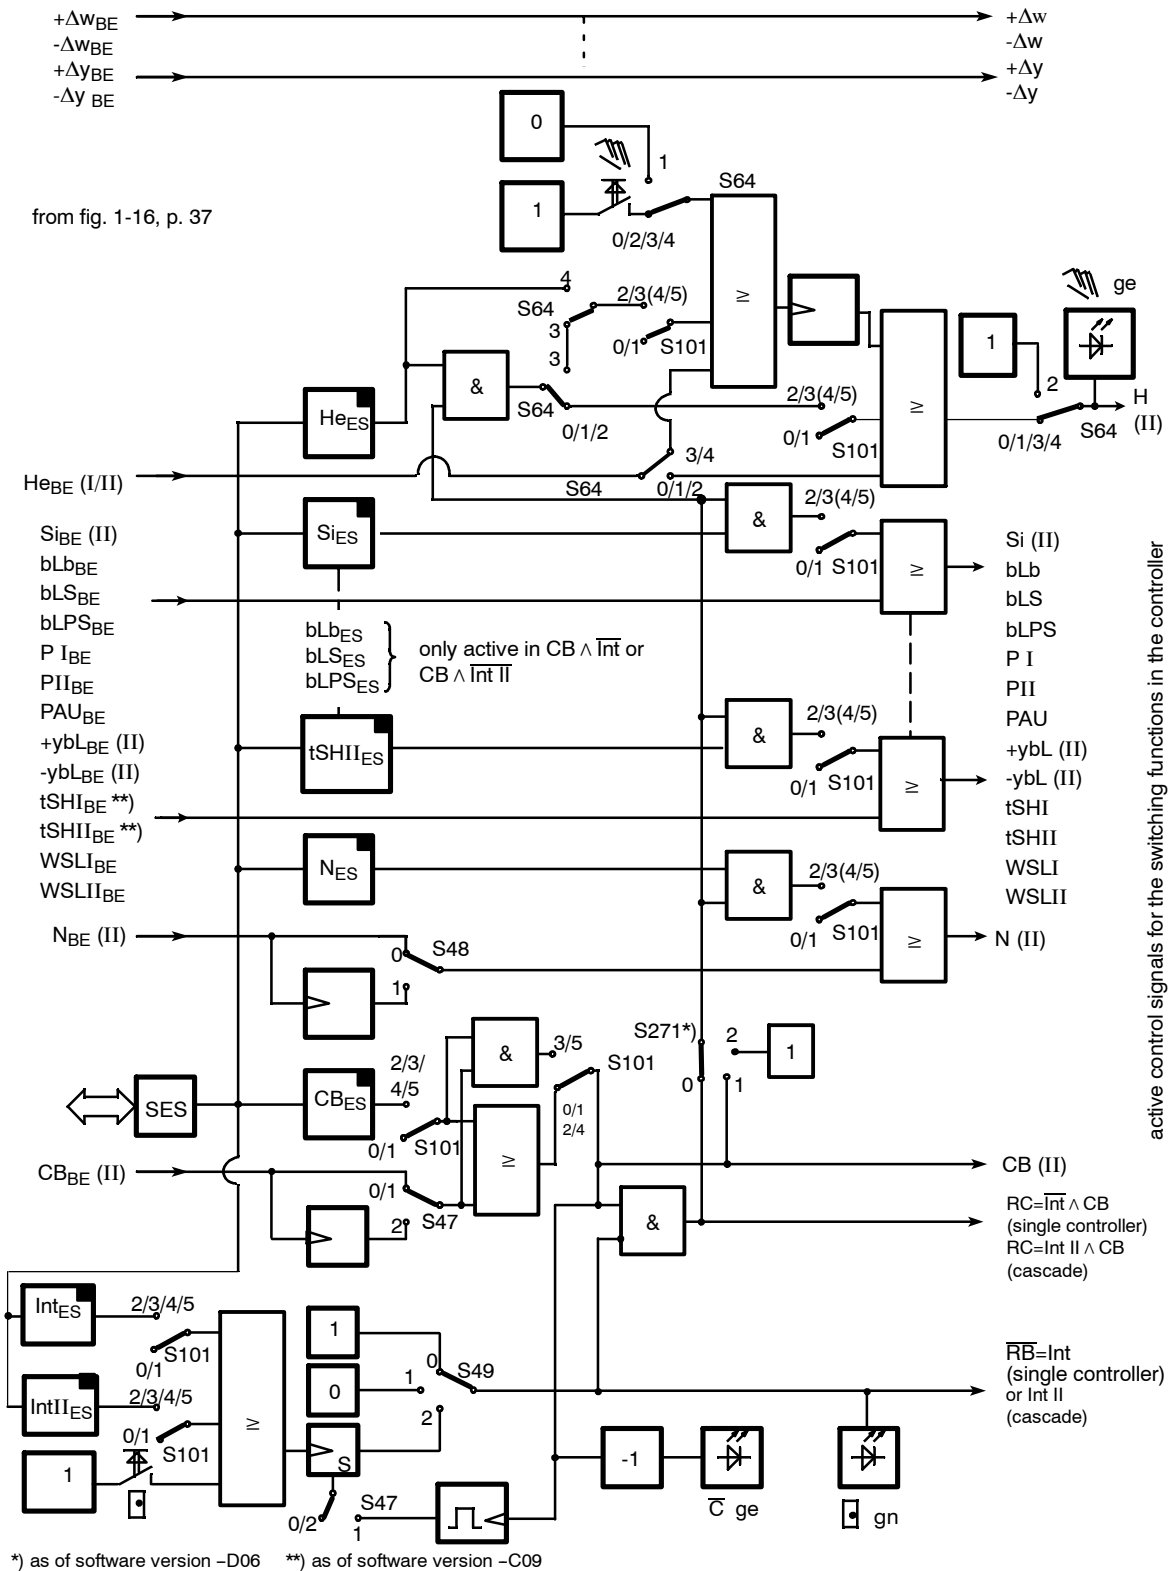 +ΔwBE
-ΔwBE
+ΔyBE
-Δy BE
+Δw
-Δw
+Δy
-Δy
from fig. 1-16, p. 37
0
1
1
S64
0/2/3/4
≥
4
S64
3
3
2/3(4/5)
0/1
S101
&
S64
0/1/2
HeES
2/3(4/5)
0/1
S101
≥
1
2
ge
H
(II)
0/1/3/4
S64
HeBE (I/II)
S64
3/4
0/1/2
SiBE (II)
bLbBE
bLSBE
bLPSBE
P IBE
PIIBE
PAUBE
+ybLBE (II)
-ybLBE (II)
tSHIBE **)
tSHIIBE **)
WSLIBE
WSLIIBE
SiES
&
2/3(4/5)
0/1
S101
≥
bLbES
bLSES
bLPSES
only active in CB ∧ I̅n̅t̅ or
CB ∧ I̅n̅t̅ ̅I̅I̅
tSHIIES
&
2/3(4/5)
0/1
S101
≥
Si (II)
bLb
bLS
bLPS
P I
PII
PAU
+ybL (II)
-ybL (II)
tSHI
tSHII
WSLI
WSLII
active control signals for the switching functions in the controller
NES
&
2/3(4/5)
0/1
S101
≥
NBE (II)
0
S48
1
N (II)
SES
CBES
2/3/
4/5
0/1
S101
&
3/5
S101
0/1
2/4
≥
S271*)
0
2
1
1
CBBE (II)
0/1
S47
2
CB (II)
&
RC=I̅n̅t̅ ∧ CB
(single controller)
RC=Int II ∧ CB
(cascade)
IntES
2/3/4/5
0/1
S101
IntIIES
2/3/4/5
0/1
S101
1
≥
1
0
0
1
2
S49
S
0/2
S47
1
-1
C̅ ge
gn
R̅B̅=Int
(single controller)
or Int II
(cascade)
*) as of software version –D06 **) as of software version –C09